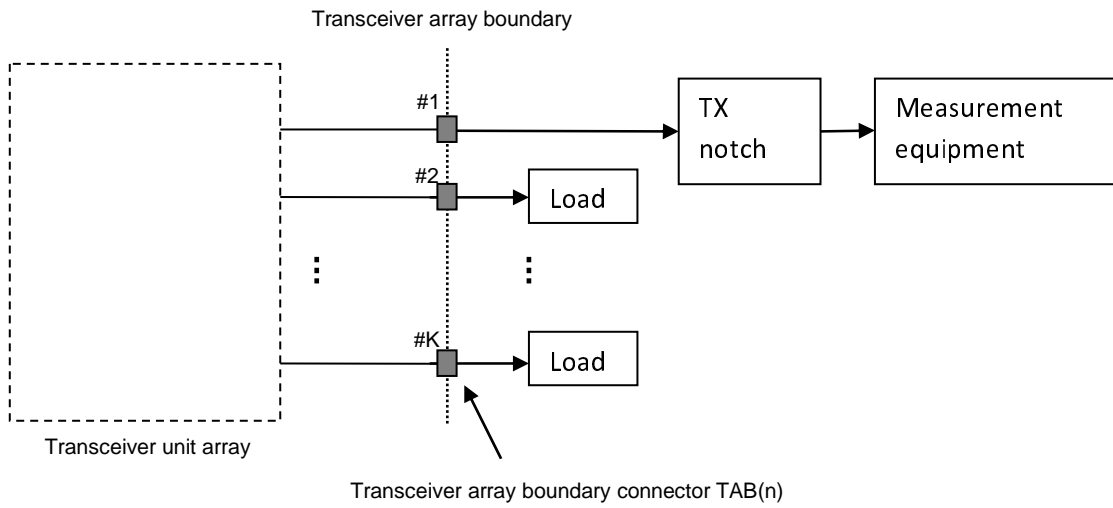 Transceiver array boundary
#1
TX
notch
Measurement
equipment
#2
Load
#K
Load
Transceiver unit array
Transceiver array boundary connector TAB(n)